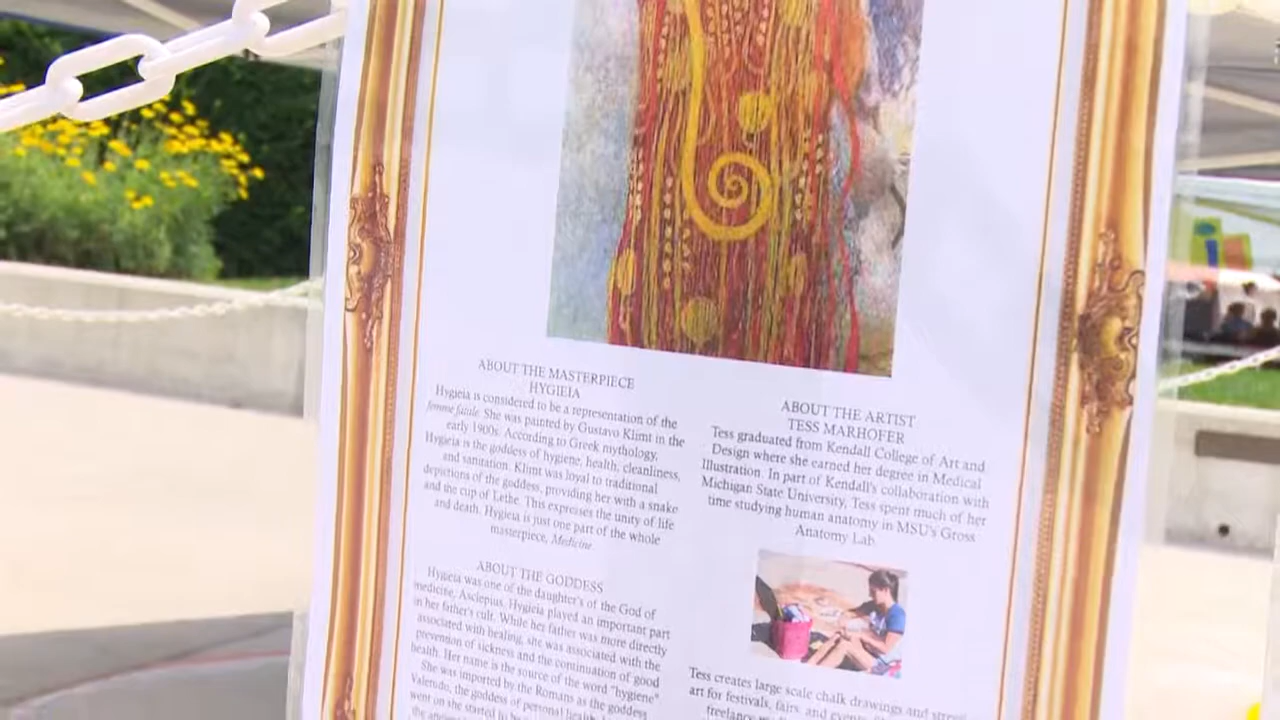 ABOUT THE MASTERPIECE
HYGIEIA
Hygieia is considered to be a representation of the
femme fatale. She was painted by Gustavo Klimt in the
early 1900s. According to Greek mythology,
Hygieia is the goddess of hygiene, health, cleanliness,
and sanitation. Klimt was loyal to traditional
depictions of the goddess, providing her with a snake
and the cup of Lethe. This expresses the unity of life
and death. Hygieia is just one part of the whole
masterpiece, Medicine
ABOUT THE GODDESS
Hygieia was one of the daughter's of the God of
medicine, Asclepius. Hygieia played an important part
in her father's cult. While her father was more directly
associated with healing, she was associated with the
prevention of sickness and the continuation of good
health. Her name is the source of the word "hygiene"
She was imported by the Romans as the goddess
Valetudo, the goddess of personal health
went on she started to be
ABOUT THE ARTIST
TESS MARHOFER
Tess graduated from Kendall College of Art and
Design where she earned her degree in Medical
Illustration. In part of Kendall's collaboration with
Michigan State University, Tess spent much of her
time studying human anatomy in MSU's Gross
Anatomy Lab.
Tess creates large scale chalk drawings and street
art for festivals, fairs, and events